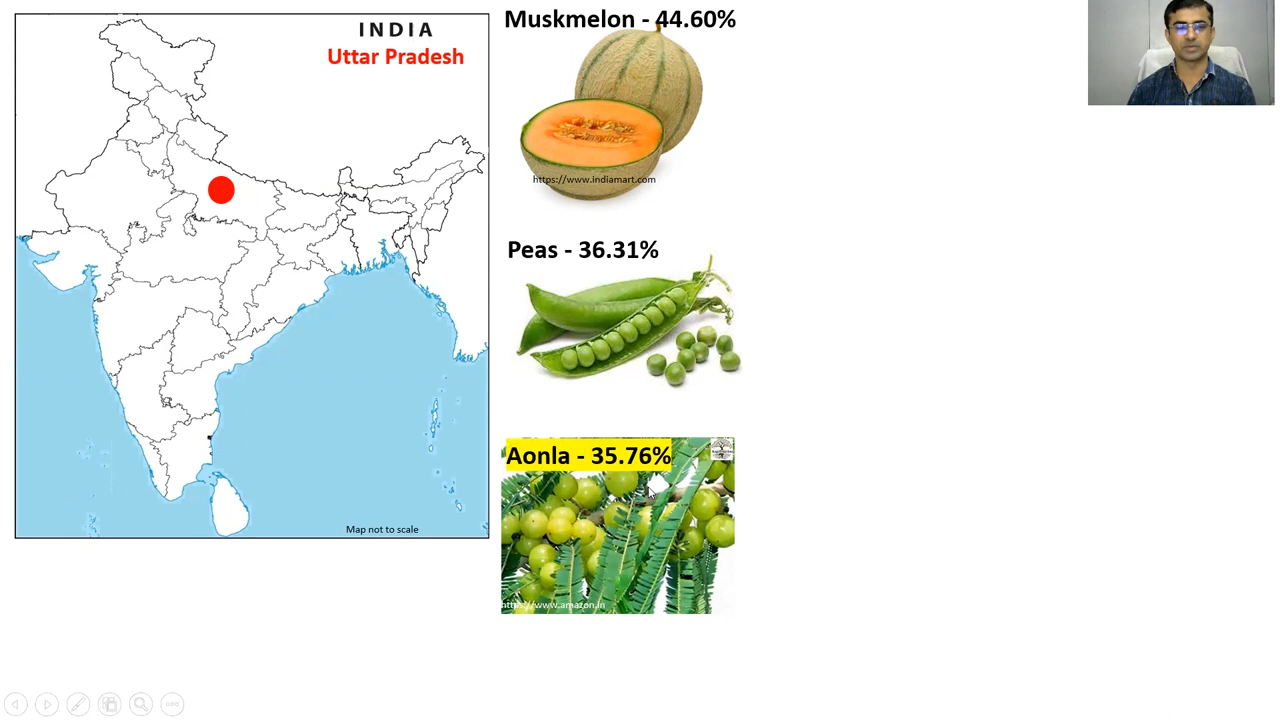 INDIA
Uttar Pradesh
Map not to scale
Muskmelon - 44.60%
https://www.indiamart.com
Peas - 36.31%
Aonla - 35.76%
https://www.amazon.in